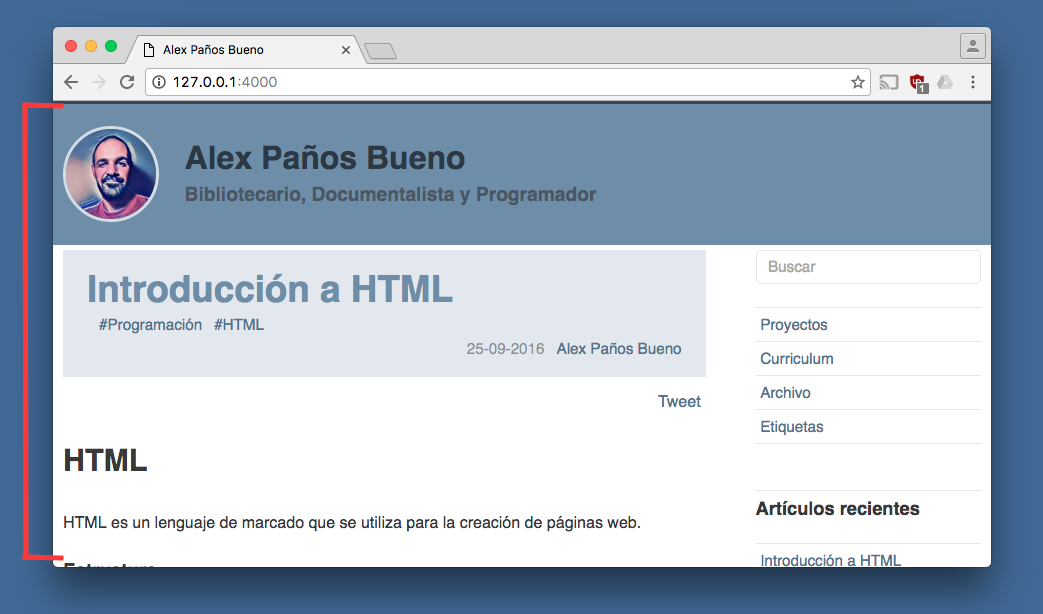 Alex Paños Bueno
127.0.0.1:4000
1
Alex Paños Bueno
Bibliotecario, Documentalista y Programador
Introducción a HTML
#Programación #HTML
25-09-2016 Alex Paños Bueno
Tweet
HTML
HTML es un lenguaje de marcado que se utiliza para la creación de páginas web.
Estructura
Buscar
Proyectos
Curriculum
Archivo
Etiquetas
Artículos recientes
Introducción a HTML